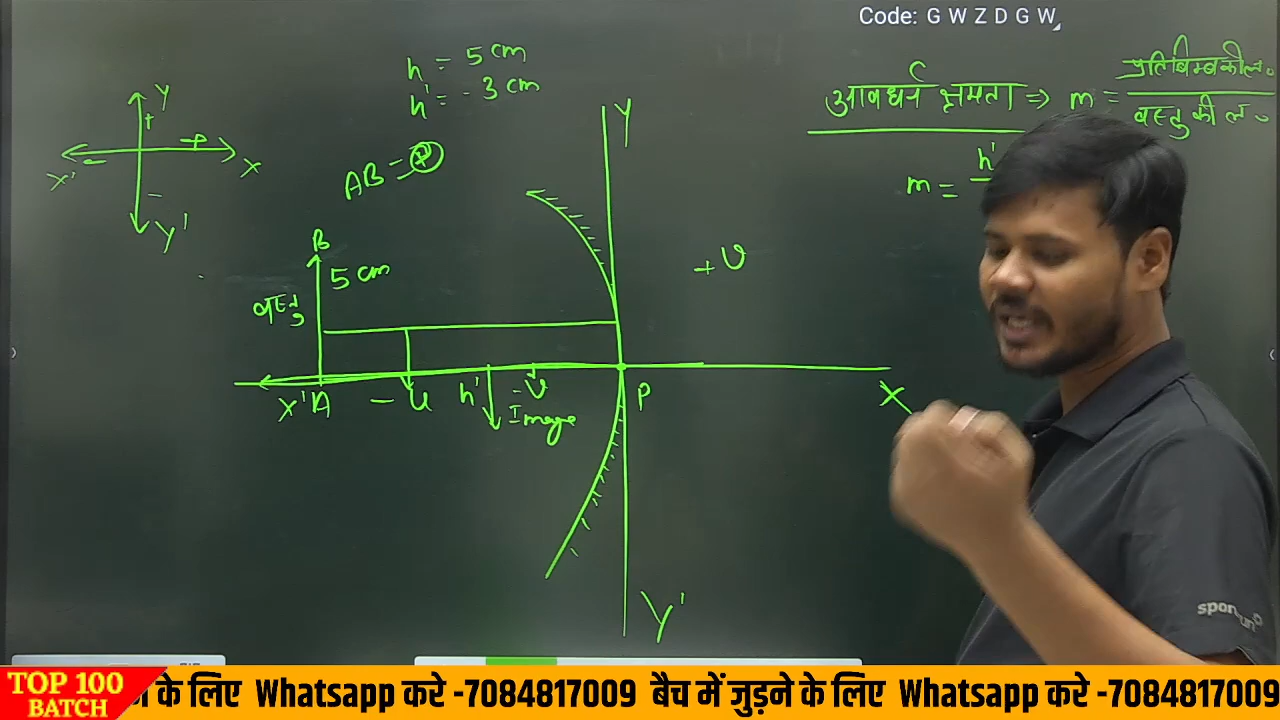 Code: G W Z D G W
h = 5 cm
h' = - 3 cm
AB = +
Y
+
X'
-
+
X
-
Y'
आवर्धन क्षमता ⇒ m = प्रतिबिम्ब की ल०
वस्तु की ल०
m = h'
Y
B
5 cm
वस्तु
+ v
X' A
- u
h'
- v
Image
P
X
Y'
spor
TOP 100
BATCH
के लिए Whatsapp करे -7084817009 बैच में जुड़ने के लिए Whatsapp करे -7084817009